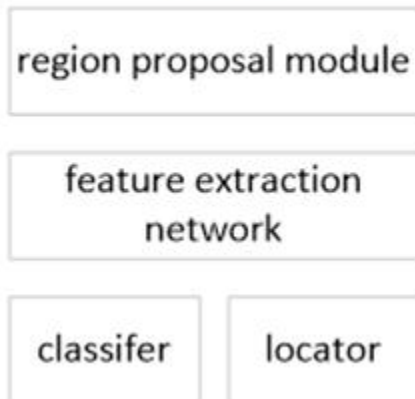 region proposal module
feature extraction
network
classifer
locator